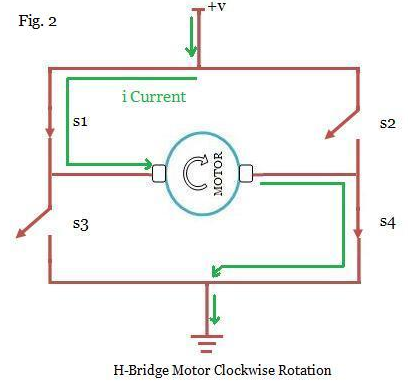 Fig. 2
+v
i Current
s1
s2
MOTOR
s3
s4
H-Bridge Motor Clockwise Rotation